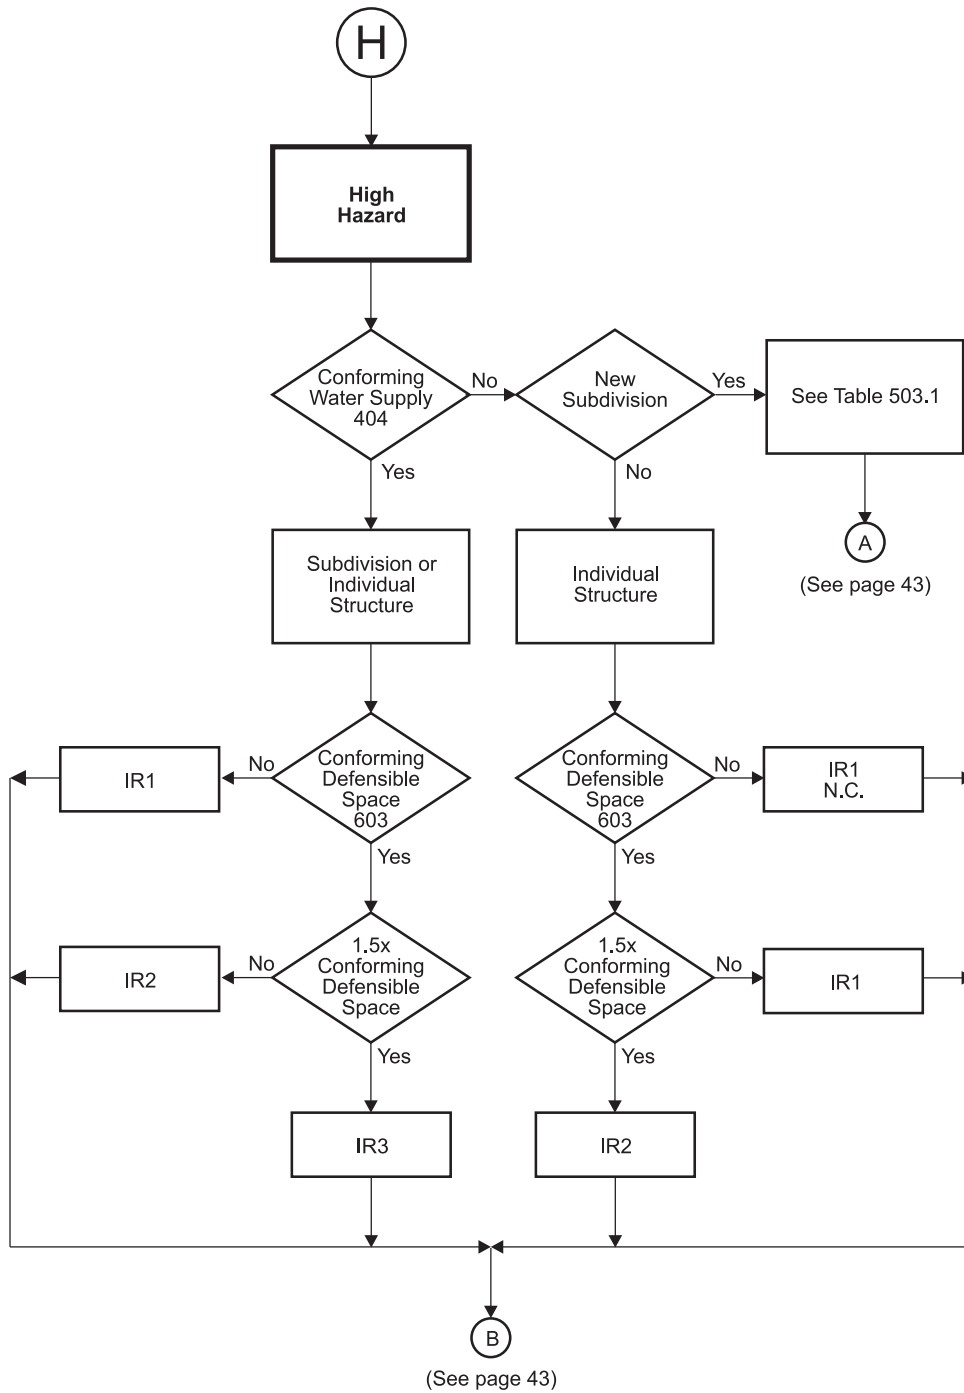 H
High
Hazard
Conforming
Water Supply
404
No
New
Subdivision
Yes
See Table 503.1
Yes
No
A
(See page 43)
Subdivision or
Individual
Structure
Individual
Structure
IR1
No
Conforming
Defensible
Space
603
Conforming
Defensible
Space
603
No
IR1
N.C.
Yes
Yes
IR2
No
1.5x
Conforming
Defensible
Space
1.5x
Conforming
Defensible
Space
No
IR1
Yes
Yes
IR3
IR2
B
(See page 43)